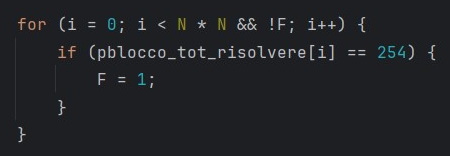 for (i = 0; i < N * N && !F; i++) {
    if (pblocco_tot_risolvere[i] == 254) {
        F = 1;
    }
}